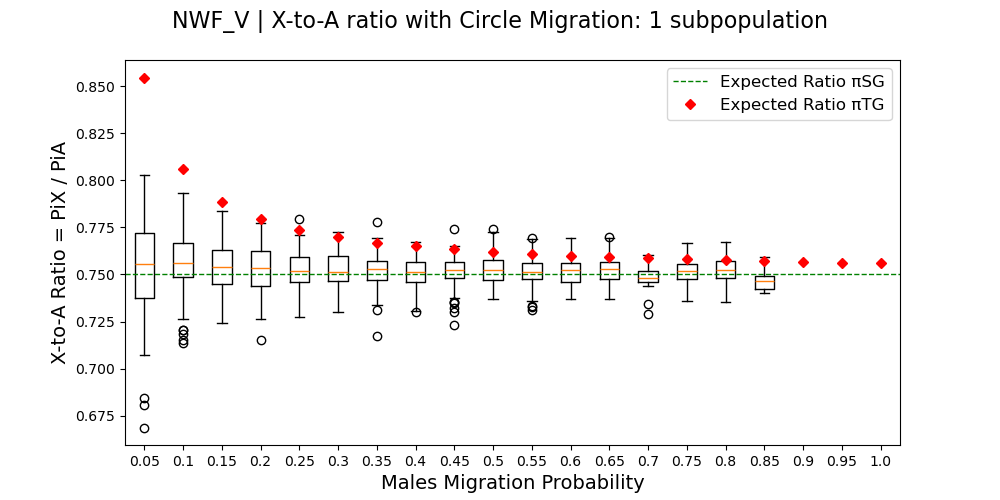 NWF_V | X-to-A ratio with Circle Migration: 1 subpopulation
Expected Ratio πSG
Expected Ratio πTG
X-to-A Ratio = PiX / PiA
0.850
0.825
0.800
0.775
0.750
0.725
0.700
0.675
0.05 0.1 0.15 0.2 0.25 0.3 0.35 0.4 0.45 0.5 0.55 0.6 0.65 0.7 0.75 0.8 0.85 0.9 0.95 1.0
Males Migration Probability